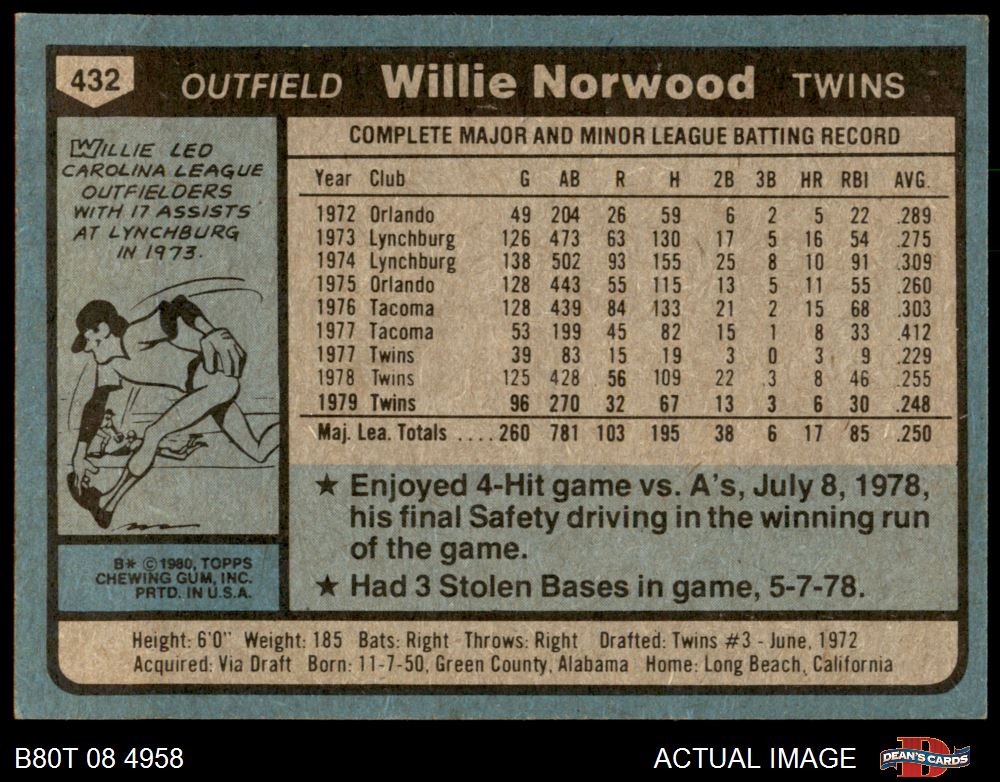 432 OUTFIELD Willie Norwood TWINS
WILLIE LED
CAROLINA LEAGUE
OUTFIELDERS
WITH 17 ASSISTS
AT LYNCHBURG
IN 1973.
B* ©1980, TOPPS
CHEWING GUM, INC.
PRTD. IN U.S.A.
COMPLETE MAJOR AND MINOR LEAGUE BATTING RECORD
Year Club G AB R H 2B 3B HR RBI AVG.
1972 Orlando 49 204 26 59 6 2 5 22 .289
1973 Lynchburg 126 473 63 130 17 5 16 54 .275
1974 Lynchburg 138 502 93 155 25 8 10 91 .309
1975 Orlando 128 443 55 115 13 5 11 55 .260
1976 Tacoma 128 439 84 133 21 2 15 68 .303
1977 Tacoma 53 199 45 82 15 1 8 33 .412
1977 Twins 39 83 15 19 3 0 3 9 .229
1978 Twins 125 428 56 109 22 3 8 46 .255
1979 Twins 96 270 32 67 13 3 6 30 .248
Maj. Lea. Totals .... 260 781 103 195 38 6 17 85 .250
★ Enjoyed 4-Hit game vs. A's, July 8, 1978,
his final Safety driving in the winning run
of the game.
★ Had 3 Stolen Bases in game, 5-7-78.
Height: 6'0" Weight: 185 Bats: Right Throws: Right Drafted: Twins #3 - June, 1972
Acquired: Via Draft Born: 11-7-50, Green County, Alabama Home: Long Beach, California
B80T 08 4958 ACTUAL IMAGE DEAN'S CARDS